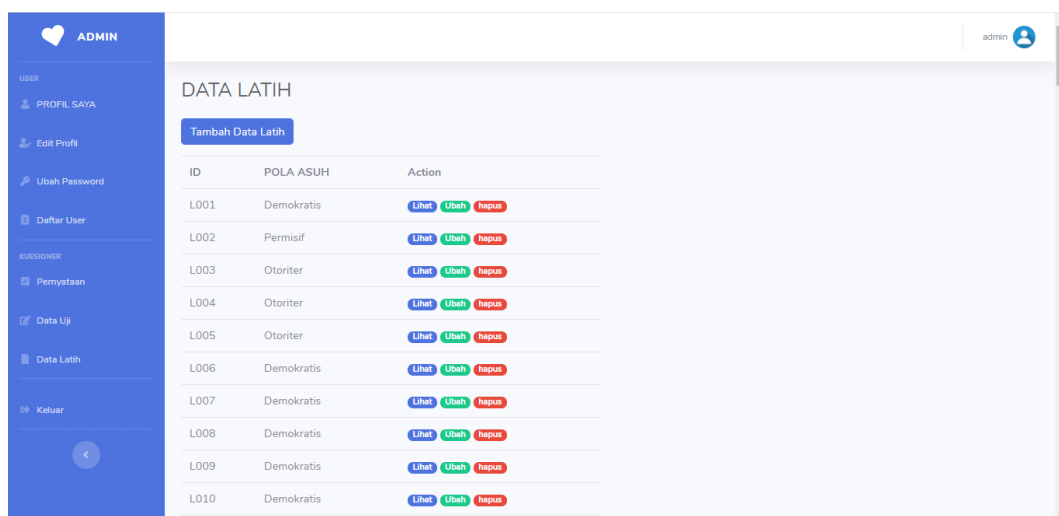 ADMIN
admin
USER
PROFIL SAYA
Edit Profil
Ubah Password
Daftar User
KUESIONER
Pernyataan
Data Uji
Data Latih
Keluar
DATA LATIH
Tambah Data Latih
ID POLA ASUH Action
L001 Demokratis Lihat Ubah hapus
L002 Permisif Lihat Ubah hapus
L003 Otoriter Lihat Ubah hapus
L004 Otoriter Lihat Ubah hapus
L005 Otoriter Lihat Ubah hapus
L006 Demokratis Lihat Ubah hapus
L007 Demokratis Lihat Ubah hapus
L008 Demokratis Lihat Ubah hapus
L009 Demokratis Lihat Ubah hapus
L010 Demokratis Lihat Ubah hapus